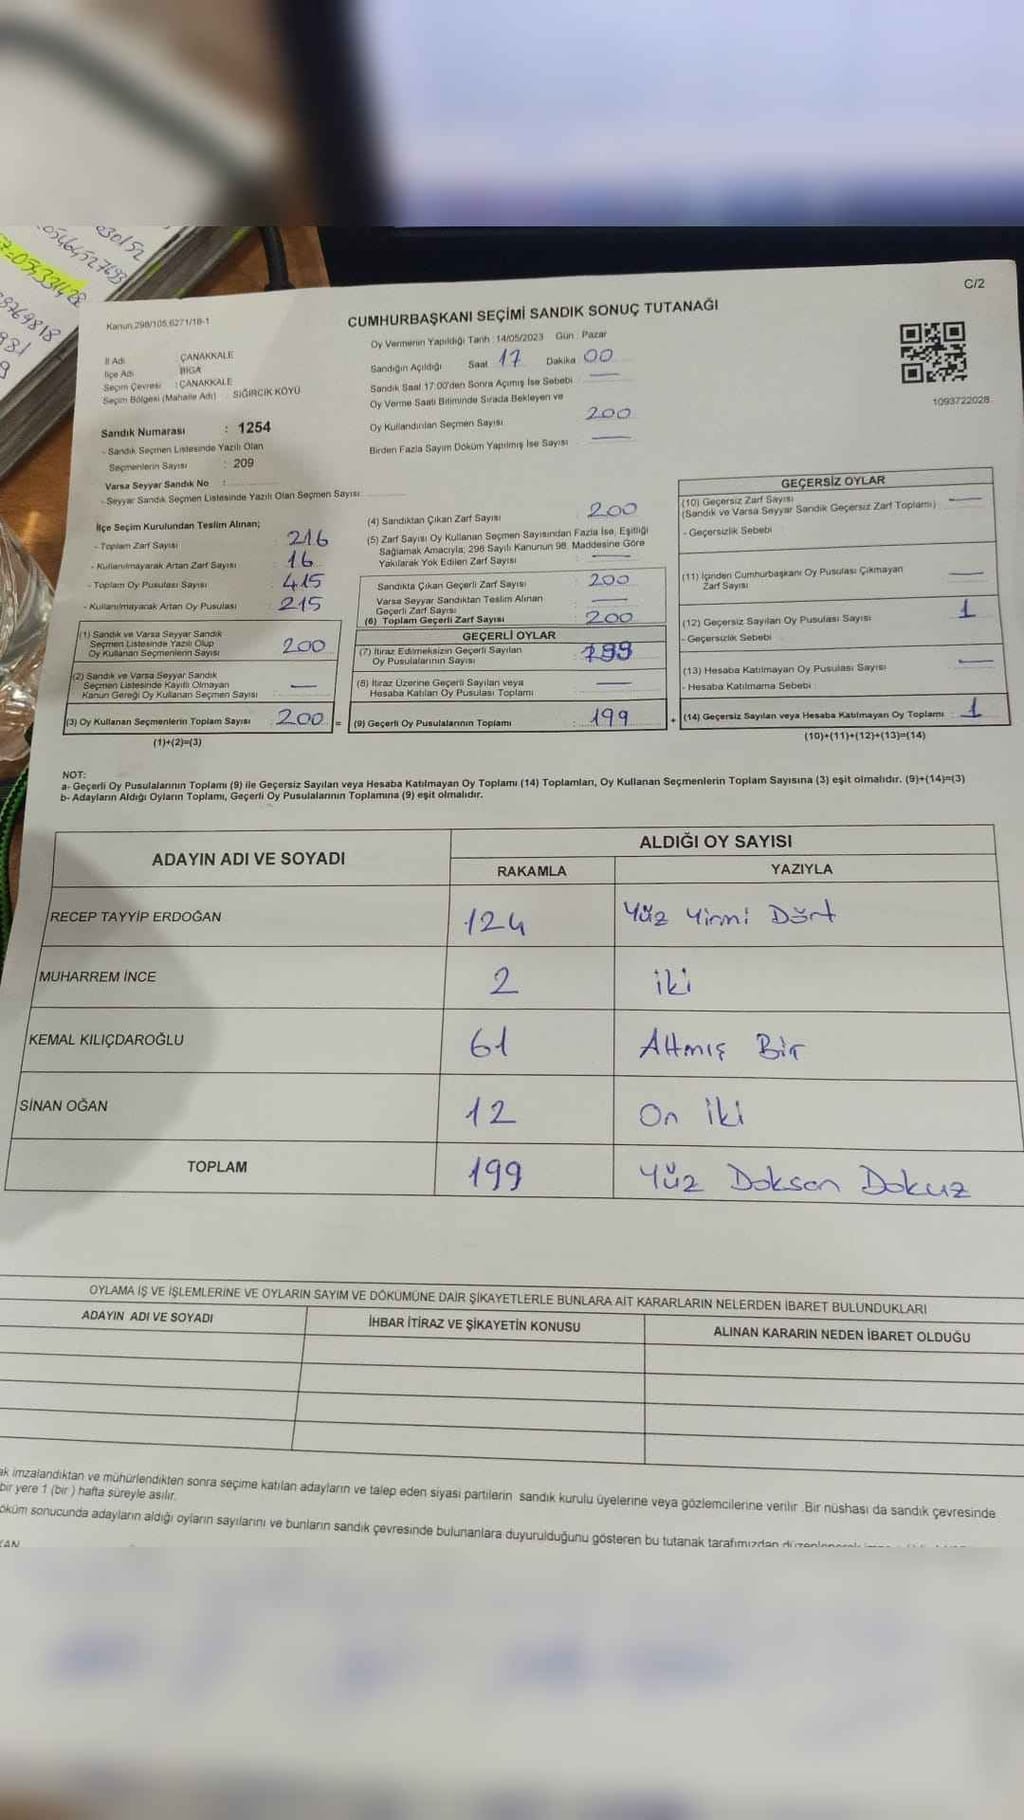 030152
05464527693
7-05433142
8769818
C/2
Kanun 298/105,6271/18-1
CUMHURBAŞKANI SEÇİMİ SANDIK SONUÇ TUTANAĞI
Oy Vermenin Yapıldığı Tarih : 14/05/2023 Gün : Pazar
İl Adı : ÇANAKKALE
İlçe Adı : BİGA
Seçim Çevresi : ÇANAKKALE
Seçim Bölgesi (Mahalle Adı) : SIĞIRCIK KÖYÜ
Sandığın Açıldığı Saat 17 Dakika 00
Sandık Saat 17:00'den Sonra Açımış İse Sebebi —
Oy Verme Saati Bitiminde Sırada Bekleyen ve
Oy Kullandırılan Seçmen Sayısı 200
Birden Fazla Sayım Döküm Yapılmış İse Sayısı —
1093722028
Sandık Numarası : 1254
- Sandık Seçmen Listesinde Yazılı Olan
Seçmenlerin Sayısı : 209
Varsa Seyyar Sandık No :
- Seyyar Sandık Seçmen Listesinde Yazılı Olan Seçmen Sayısı:
İlçe Seçim Kurulundan Teslim Alınan;
- Toplam Zarf Sayısı : 216
- Kullanılmayarak Artan Zarf Sayısı : 16
- Toplam Oy Pusulası Sayısı : 415
- Kullanılmayarak Artan Oy Pusulası : 215
(1) Sandık ve Varsa Seyyar Sandık
Seçmen Listesinde Yazılı Olup
Oy Kullanan Seçmenlerin Sayısı : 200
(2) Sandık ve Varsa Seyyar Sandık
Seçmen Listesinde Kayıtlı Olmayan
Kanun Gereği Oy Kullanan Seçmen Sayısı : —
(3) Oy Kullanan Seçmenlerin Toplam Sayısı : 200 =
(1)+(2)=(3)
(4) Sandıktan Çıkan Zarf Sayısı : 200
(5) Zarf Sayısı Oy Kullanan Seçmen Sayısından Fazla İse, Eşitliği
Sağlamak Amacıyla; 298 Sayılı Kanunun 98. Maddesine Göre
Yakılarak Yok Edilen Zarf Sayısı : —
Sandıkta Çıkan Geçerli Zarf Sayısı : 200
Varsa Seyyar Sandıktan Teslim Alınan
Geçerli Zarf Sayısı : —
(6) Toplam Geçerli Zarf Sayısı : 200
GEÇERLİ OYLAR
(7) İtiraz Edilmeksizin Geçerli Sayılan
Oy Pusulalarının Sayısı : 199
(8) İtiraz Üzerine Geçerli Sayılan veya
Hesaba Katılan Oy Pusulası Toplamı : —
(9) Geçerli Oy Pusulalarının Toplamı : 199 +
GEÇERSİZ OYLAR
(10) Geçersiz Zarf Sayısı : —
(Sandık ve Varsa Seyyar Sandık Geçersiz Zarf Toplamı)
- Geçersizlik Sebebi
(11) İçinden Cumhurbaşkanı Oy Pusulası Çıkmayan
Zarf Sayısı : —
(12) Geçersiz Sayılan Oy Pusulası Sayısı : 1
- Geçersizlik Sebebi
(13) Hesaba Katılmayan Oy Pusulası Sayısı : —
- Hesaba Katılmama Sebebi
(14) Geçersiz Sayılan veya Hesaba Katılmayan Oy Toplamı : 1
(10)+(11)+(12)+(13)=(14)
NOT:
a- Geçerli Oy Pusulalarının Toplamı (9) ile Geçersiz Sayılan veya Hesaba Katılmayan Oy Toplamı (14) Toplamları, Oy Kullanan Seçmenlerin Toplam Sayısına (3) eşit olmalıdır. (9)+(14)=(3)
b- Adayların Aldığı Oyların Toplamı, Geçerli Oy Pusulalarının Toplamına (9) eşit olmalıdır.
ADAYIN ADI VE SOYADI
ALDIĞI OY SAYISI
RAKAMLA YAZIYLA
RECEP TAYYİP ERDOĞAN 124 Yüz Yirmi Dört
MUHARREM İNCE 2 iki
KEMAL KILIÇDAROĞLU 61 Altmış Bir
SİNAN OĞAN 12 On iki
TOPLAM 199 Yüz Doksan Dokuz
OYLAMA İŞ VE İŞLEMLERİNE VE OYLARIN SAYIM VE DÖKÜMÜNE DAİR ŞİKAYETLERLE BUNLARA AİT KARARLARIN NELERDEN İBARET BULUNDUKLARI
ADAYIN ADI VE SOYADI İHBAR İTİRAZ VE ŞİKAYETİN KONUSU ALINAN KARARIN NEDEN İBARET OLDUĞU
imzalandıktan ve mühürlendikten sonra seçime katılan adayların ve talep eden siyasi partilerin sandık kurulu üyelerine veya gözlemcilerine verilir. Bir nüshası da sandık çevresinde
bir yere 1 (bir) hafta süreyle asılır.
döküm sonucunda adayların aldığı oyların sayılarını ve bunların sandık çevresinde bulunanlara duyurulduğunu gösteren bu tutanak tarafımızdan